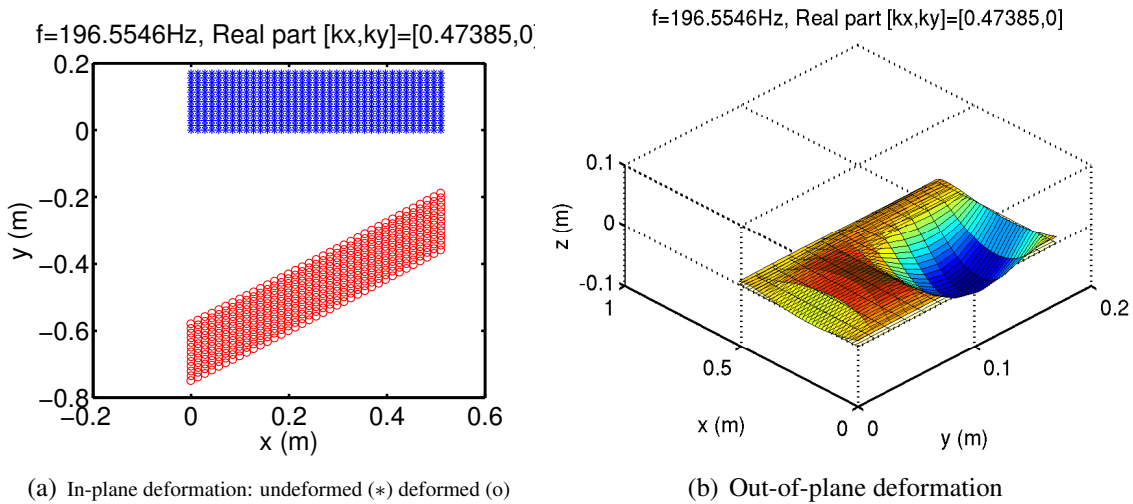 f=196.5546Hz, Real part [kx,ky]=[0.47385,0]
0.2
0
−0.2
−0.4
−0.6
−0.8
y (m)
−0.2
0
0.2
0.4
0.6
x (m)
(a) In-plane deformation: undeformed (∗) deformed (o)
f=196.5546Hz, Real part [kx,ky]=[0.47385,0]
0.1
0
-0.1
z (m)
1
0.5
0
x (m)
0
0.1
0.2
y (m)
(b) Out-of-plane deformation